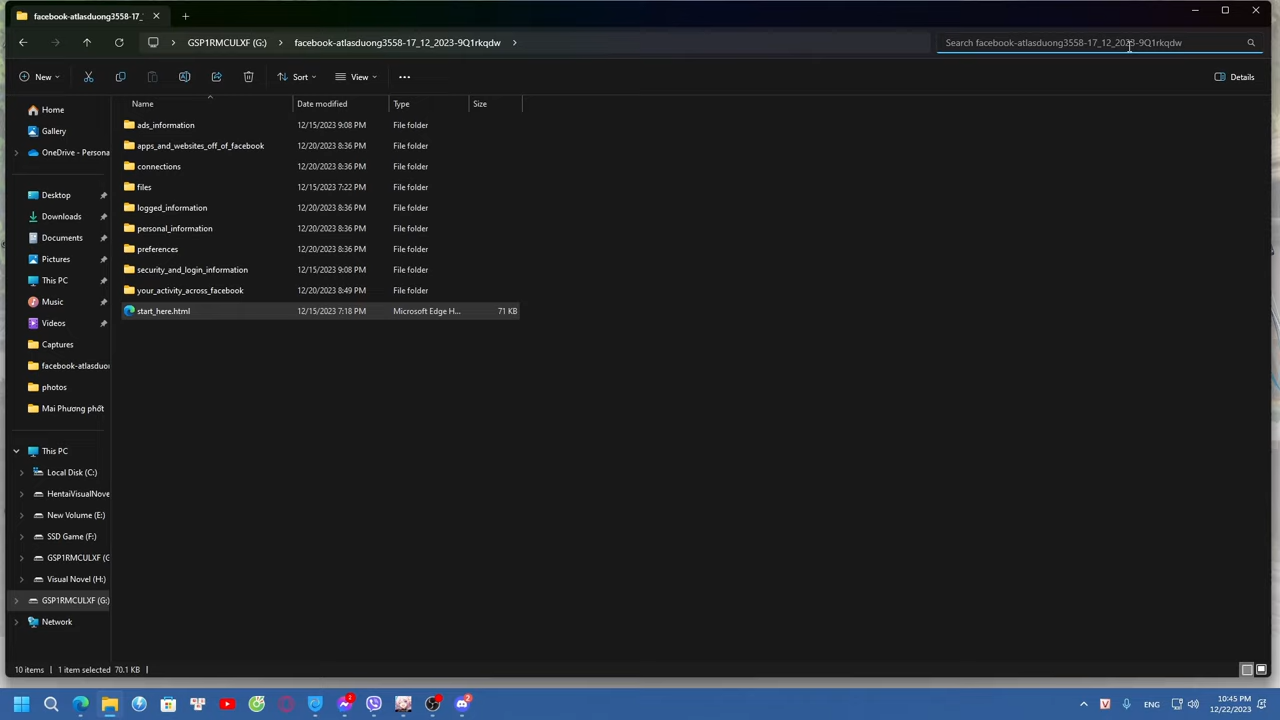 facebook-atlasduong3558-17_
GSP1RMCULXF (G:)
facebook-atlasduong3558-17_12_2023-9Q1rkqdw
Search facebook-atlasduong3558-17_12_2023-9Q1rkqdw
New
Sort
View
Details
Name
Date modified
Type
Size
Home
Gallery
OneDrive - Persona
Desktop
Downloads
Documents
Pictures
This PC
Music
Videos
Captures
facebook-atlasduon
photos
Mai Phương phốt
This PC
Local Disk (C:)
HentaiVisualNove
New Volume (E:)
SSD Game (F:)
GSP1RMCULXF (G
Visual Novel (H:)
GSP1RMCULXF (G:)
Network
ads_information 12/15/2023 9:08 PM File folder
apps_and_websites_off_of_facebook 12/20/2023 8:36 PM File folder
connections 12/20/2023 8:36 PM File folder
files 12/15/2023 7:22 PM File folder
logged_information 12/20/2023 8:36 PM File folder
personal_information 12/20/2023 8:36 PM File folder
preferences 12/20/2023 8:36 PM File folder
security_and_login_information 12/15/2023 9:08 PM File folder
your_activity_across_facebook 12/20/2023 8:49 PM File folder
start_here.html 12/15/2023 7:18 PM Microsoft Edge H... 71 KB
10 items 1 item selected 70.1 KB
2
2
V
ENG
10:45 PM
12/22/2023